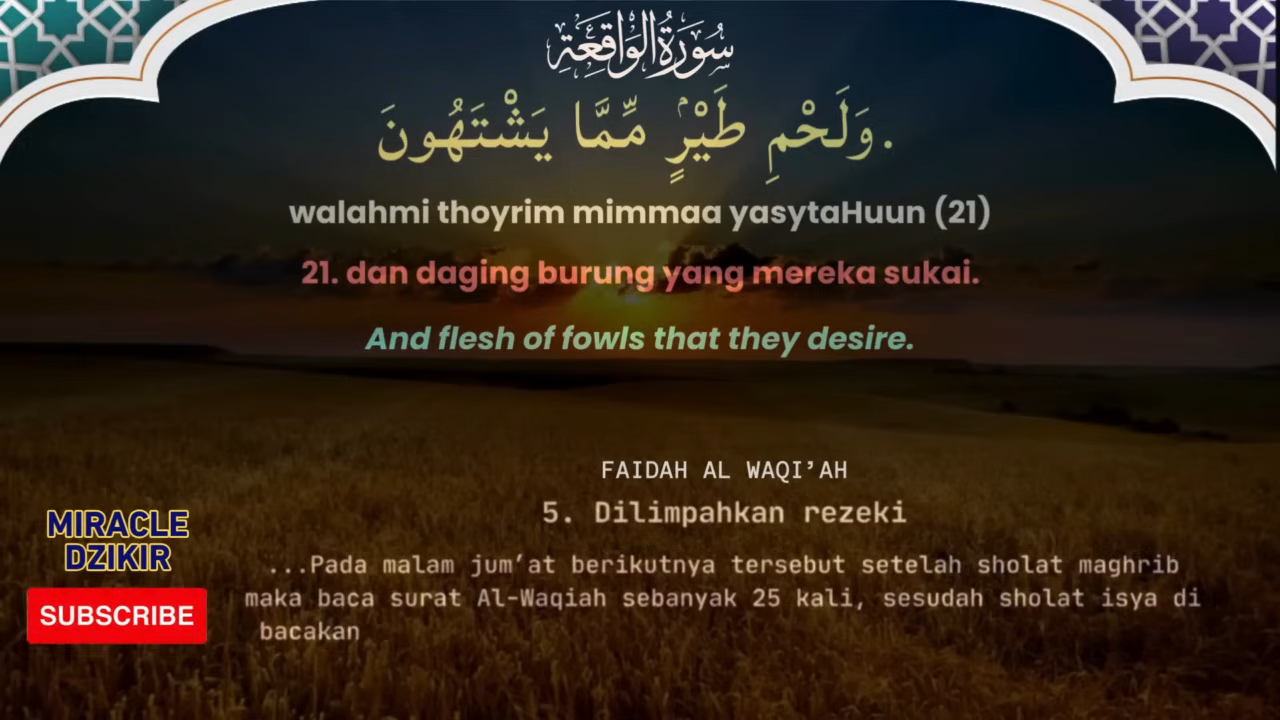 سُورَةُ الْوَاقِعَةِ
وَلَحْمِ طَيْرٍ مِّمَّا يَشْتَهُونَ.
walahmi thoyrim mimmaa yasytaHuun (21)
21. dan daging burung yang mereka sukai.
And flesh of fowls that they desire.
FAIDAH AL WAQI’AH
5. Dilimpahkan rezeki
...Pada malam jum’at berikutnya tersebut setelah sholat maghrib
maka baca surat Al-Waqiah sebanyak 25 kali, sesudah sholat isya di
bacakan
MIRACLE
DZIKIR
SUBSCRIBE